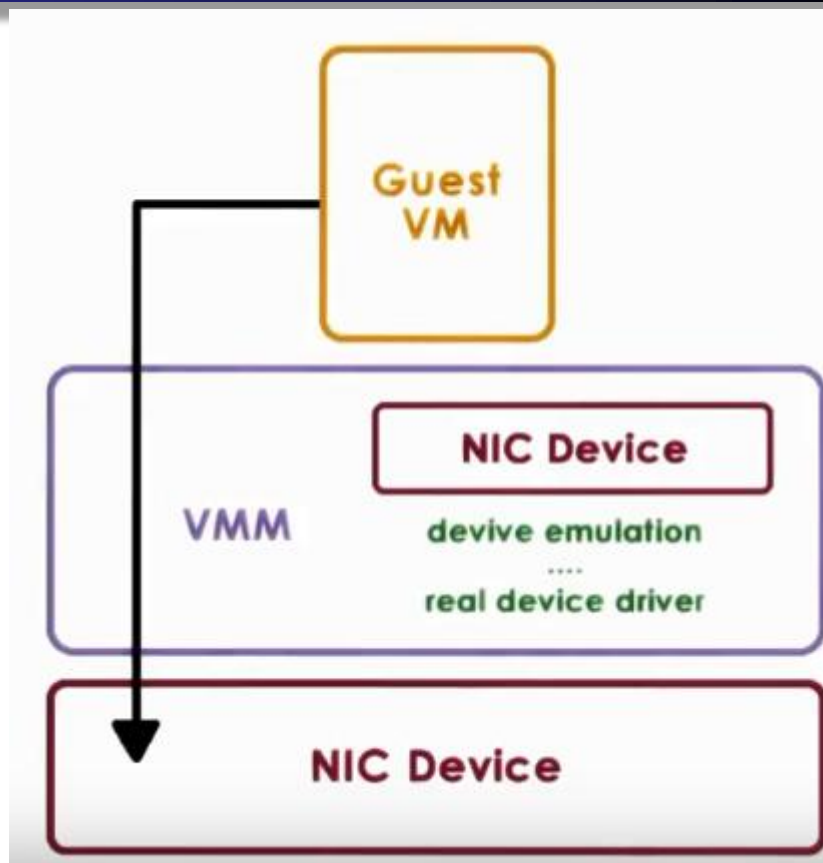 Guest
VM
NIC Device
VMM
devive emulation
....
real device driver
NIC Device